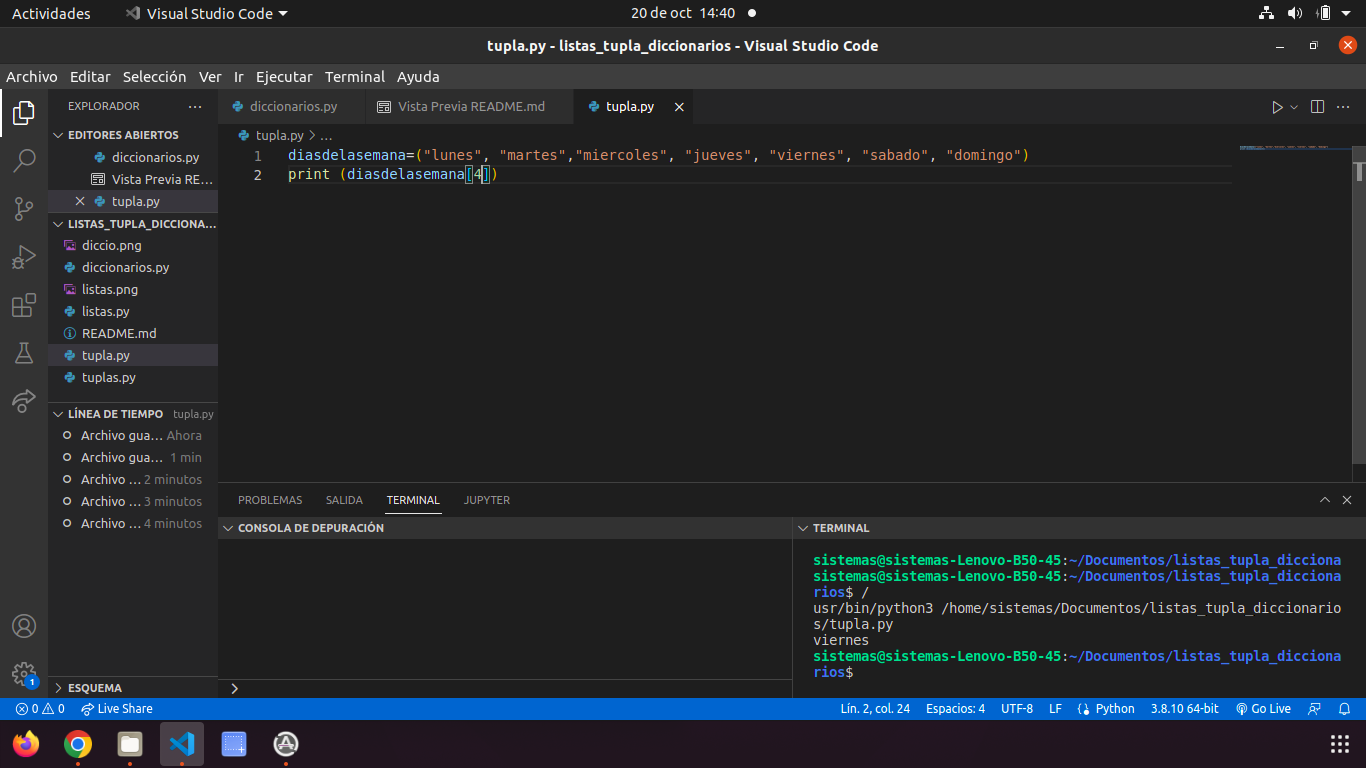 Actividades Visual Studio Code 20 de oct 14:40
tupla.py - listas_tupla_diccionarios - Visual Studio Code
Archivo Editar Selección Ver Ir Ejecutar Terminal Ayuda
EXPLORADOR ...
EDITORES ABIERTOS
diccionarios.py
Vista Previa RE...
tupla.py
LISTAS_TUPLA_DICCIONA...
diccio.png
diccionarios.py
listas.png
listas.py
README.md
tupla.py
tuplas.py
LÍNEA DE TIEMPO tupla.py
Archivo gua... Ahora
Archivo gua... 1 min
Archivo ... 2 minutos
Archivo ... 3 minutos
Archivo ... 4 minutos
ESQUEMA
diccionarios.py Vista Previa README.md tupla.py
tupla.py > ...
1 diasdelasemana=("lunes", "martes","miercoles", "jueves", "viernes", "sabado", "domingo")
2 print (diasdelasemana[4])
PROBLEMAS SALIDA TERMINAL JUPYTER
CONSOLA DE DEPURACIÓN
TERMINAL
sistemas@sistemas-Lenovo-B50-45:~/Documentos/listas_tupla_dicciona
sistemas@sistemas-Lenovo-B50-45:~/Documentos/listas_tupla_dicciona
rios$ /
usr/bin/python3 /home/sistemas/Documentos/listas_tupla_diccionario
s/tupla.py
viernes
sistemas@sistemas-Lenovo-B50-45:~/Documentos/listas_tupla_dicciona
rios$
1
0 0 Live Share Lín. 2, col. 24 Espacios: 4 UTF-8 LF Python 3.8.10 64-bit Go Live